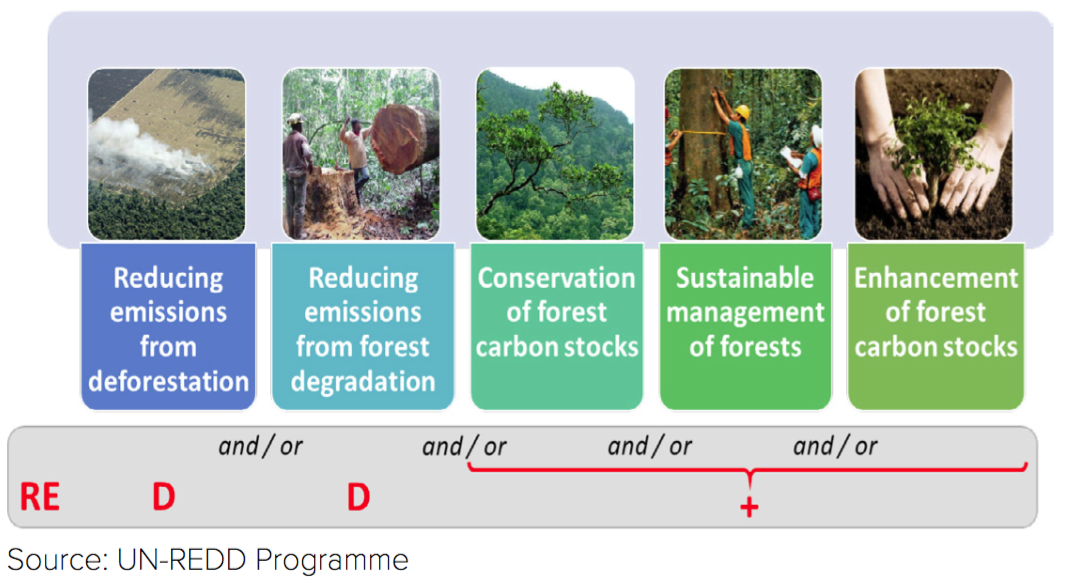 Reducing
emissions
from
deforestation
Reducing
emissions
from forest
degradation
Conservation
of forest
carbon stocks
Sustainable
management
of forests
Enhancement
of forest
carbon stocks
and/or and/or and/or and/or
RE D D +
Source: UN-REDD Programme